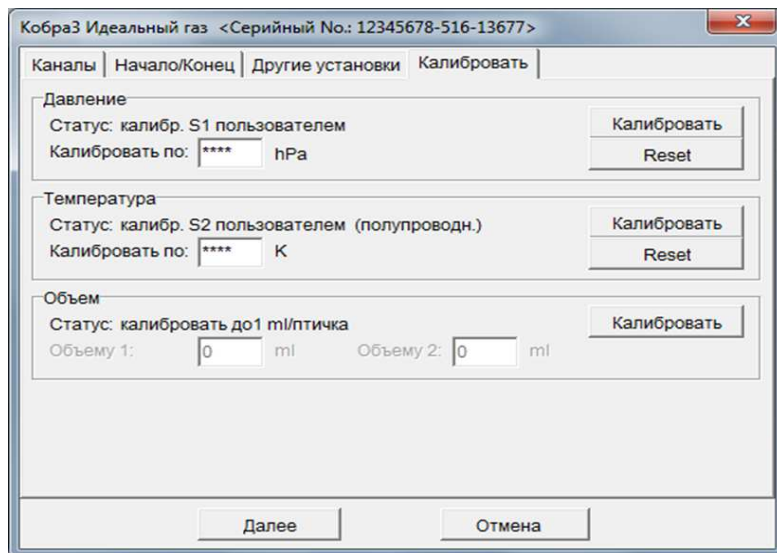 Кобра3 Идеальный газ <Серийный No.: 12345678-516-13677>
Каналы Начало/Конец Другие установки Калибровать
Давление
Статус: калибр. S1 пользователем Калибровать
Калибровать по: **** hPa Reset
Температура
Статус: калибр. S2 пользователем (полупроводн.) Калибровать
Калибровать по: **** K Reset
Объем
Статус: калибровать до1 ml/птичка Калибровать
Объему 1: 0 ml Объему 2: 0 ml
Далее Отмена